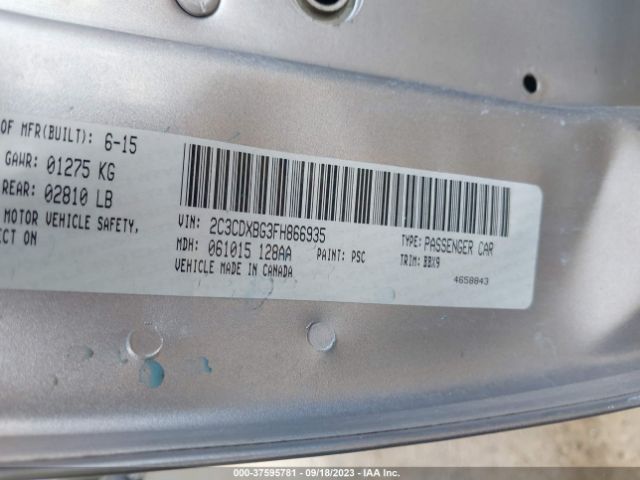 OF MFR(BUILT): 6-15
GAWR: 01275 KG
REAR: 02810 LB
MOTOR VEHICLE SAFETY,
ECT ON
VIN: 2C3CDXBG3FH866935
MDH: 061015 128AA PAINT: PSC
VEHICLE MADE IN CANADA
TYPE: PASSENGER CAR
TRIM: BBX9
4658843
000-37595781 - 09/18/2023 - IAA Inc.